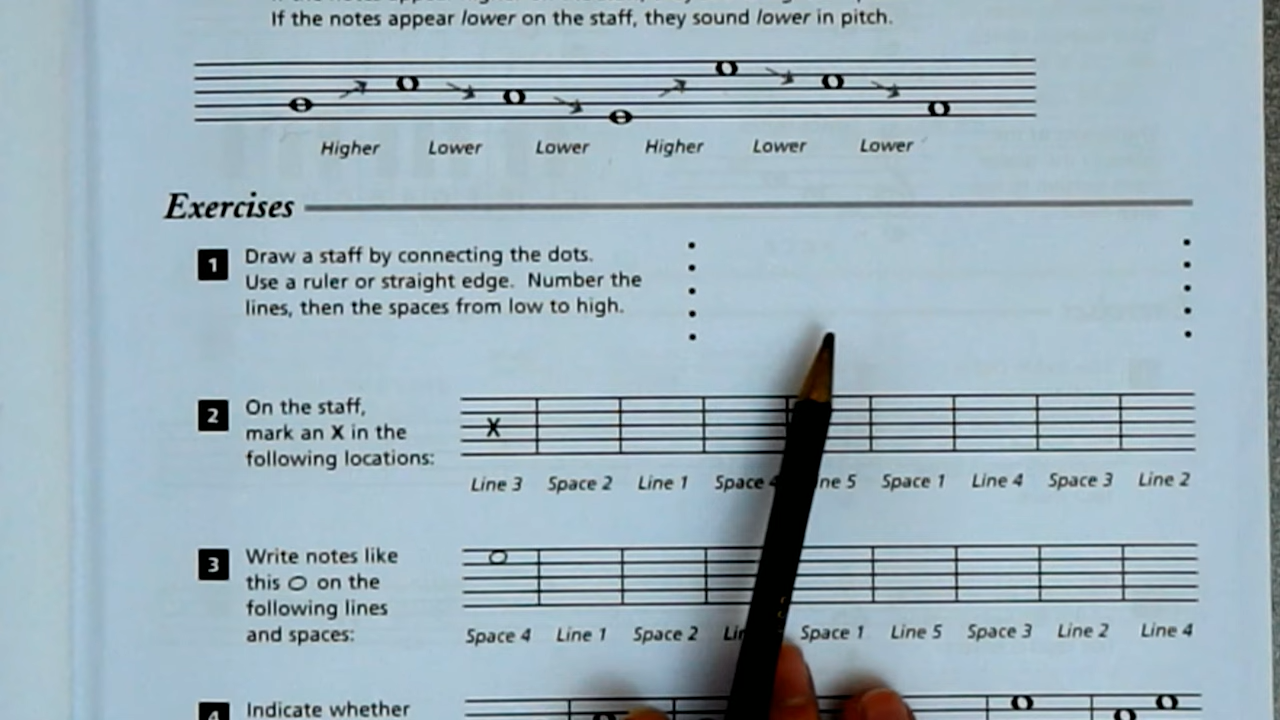 If the notes appear lower on the staff, they sound lower in pitch.
Higher Lower Lower Higher Lower Lower
Exercises
1 Draw a staff by connecting the dots.
Use a ruler or straight edge. Number the
lines, then the spaces from low to high.
2 On the staff,
mark an X in the
following locations:
X
Line 3 Space 2 Line 1 Space 5 Space 1 Line 4 Space 3 Line 2
3 Write notes like
this O on the
following lines
and spaces:
Space 4 Line 1 Space 2 Space 1 Line 5 Space 3 Line 2 Line 4
4 Indicate whether